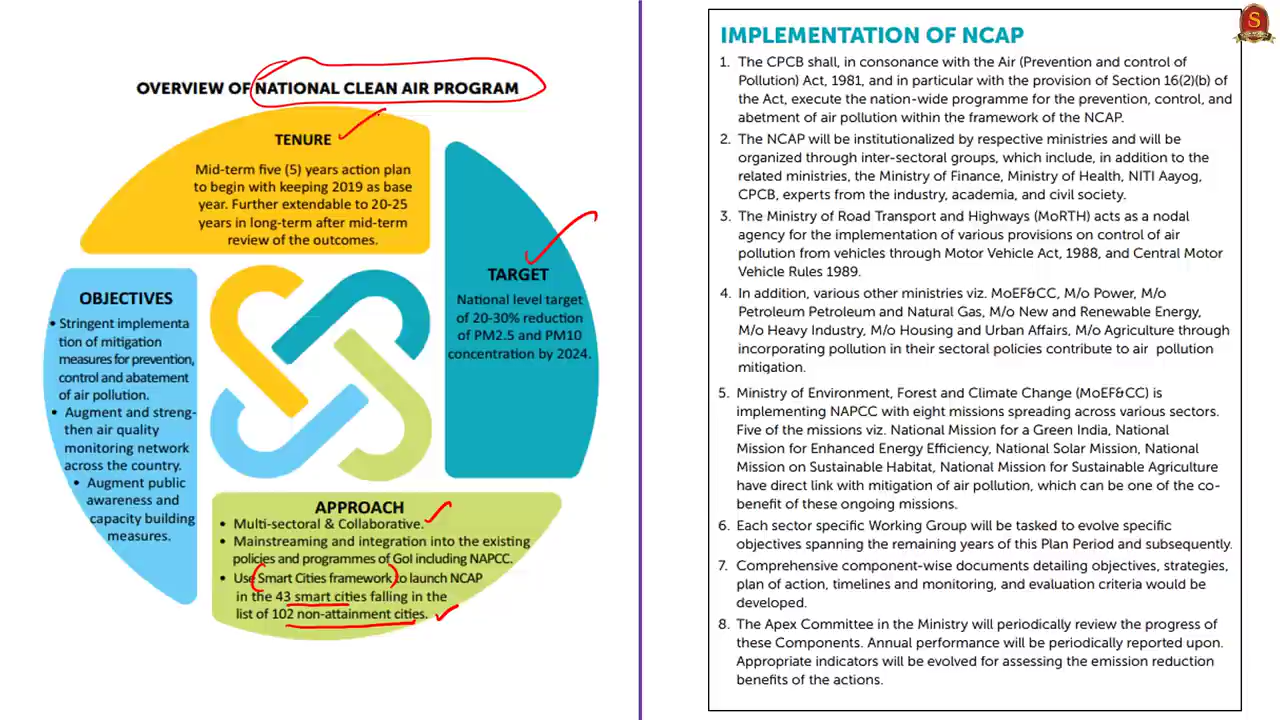 OVERVIEW OF NATIONAL CLEAN AIR PROGRAM
TENURE
Mid-term five (5) years action plan
to begin with keeping 2019 as base
year. Further extendable to 20-25
years in long-term after mid-term
review of the outcomes.
TARGET
National level target
of 20-30% reduction
of PM2.5 and PM10
concentration by 2024.
OBJECTIVES
• Stringent implementa
tion of mitigation
measures for prevention,
control and abatement
of air pollution.
• Augment and streng-
then air quality
monitoring network
across the country.
• Augment public
awareness and
capacity building
measures.
APPROACH
• Multi-sectoral & Collaborative.
• Mainstreaming and integration into the existing
policies and programmes of GoI including NAPCC.
• Use Smart Cities framework to launch NCAP
in the 43 smart cities falling in the
list of 102 non-attainment cities.
IMPLEMENTATION OF NCAP
1. The CPCB shall, in consonance with the Air (Prevention and control of
Pollution) Act, 1981, and in particular with the provision of Section 16(2)(b) of
the Act, execute the nation-wide programme for the prevention, control, and
abetment of air pollution within the framework of the NCAP.
2. The NCAP will be institutionalized by respective ministries and will be
organized through inter-sectoral groups, which include, in addition to the
related ministries, the Ministry of Finance, Ministry of Health, NITI Aayog,
CPCB, experts from the industry, academia, and civil society.
3. The Ministry of Road Transport and Highways (MoRTH) acts as a nodal
agency for the implementation of various provisions on control of air
pollution from vehicles through Motor Vehicle Act, 1988, and Central Motor
Vehicle Rules 1989.
4. In addition, various other ministries viz. MoEF&CC, M/o Power, M/o
Petroleum Petroleum and Natural Gas, M/o New and Renewable Energy,
M/o Heavy Industry, M/o Housing and Urban Affairs, M/o Agriculture through
incorporating pollution in their sectoral policies contribute to air pollution
mitigation.
5. Ministry of Environment, Forest and Climate Change (MoEF&CC) is
implementing NAPCC with eight missions spreading across various sectors.
Five of the missions viz. National Mission for a Green India, National
Mission for Enhanced Energy Efficiency, National Solar Mission, National
Mission on Sustainable Habitat, National Mission for Sustainable Agriculture
have direct link with mitigation of air pollution, which can be one of the co-
benefit of these ongoing missions.
6. Each sector specific Working Group will be tasked to evolve specific
objectives spanning the remaining years of this Plan Period and subsequently.
7. Comprehensive component-wise documents detailing objectives, strategies,
plan of action, timelines and monitoring, and evaluation criteria would be
developed.
8. The Apex Committee in the Ministry will periodically review the progress of
these Components. Annual performance will be periodically reported upon.
Appropriate indicators will be evolved for assessing the emission reduction
benefits of the actions.
S